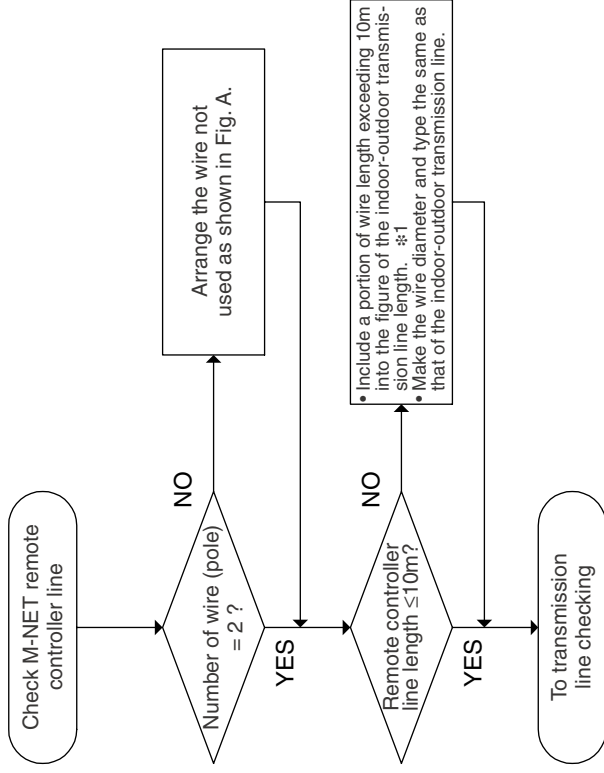 Check M-NET remote
controller line
Number of wire (pole)
= 2 ?
NO
Arrange the wire not
used as shown in Fig. A.
YES
Remote controller
line length ≤10m?
NO
• Include a portion of wire length exceeding 10m
into the figure of the indoor-outdoor transmis-
sion line length. ※1
• Make the wire diameter and type the same as
that of the indoor-outdoor transmission line.
YES
To transmission
line checking